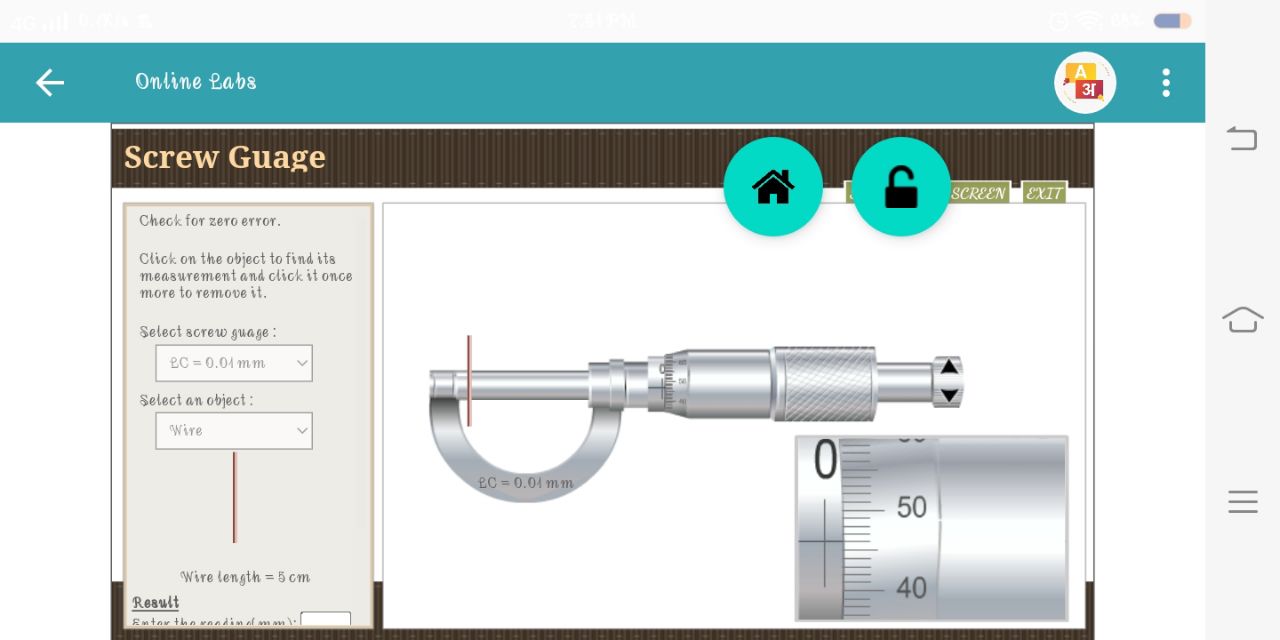 Online Labs
A
अ
Screw Guage
SCREEN
EXIT
Check for zero error.
Click on the object to find its
measurement and click it once
more to remove it.
Select screw guage :
LC = 0.01 mm
Select an object :
Wire
Wire length = 5 cm
Result
Enter the reading(mm):
LC = 0.01 mm
0
50
40